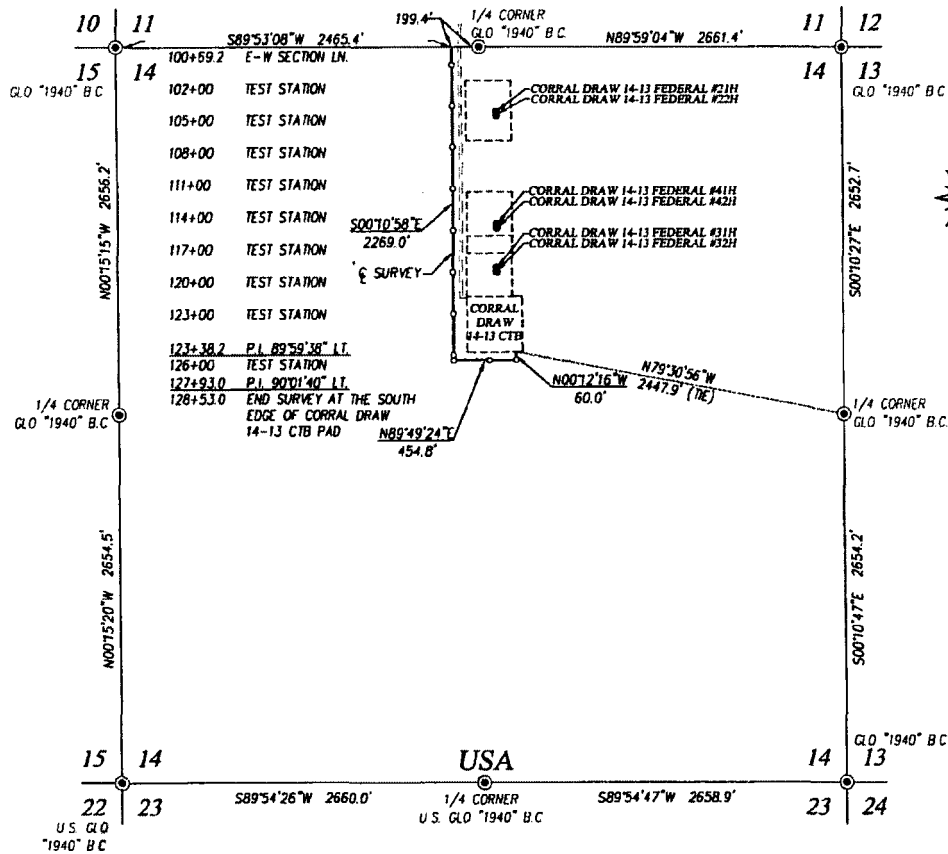 10 11
15 14
GLO "1940" B.C
S89°53'08"W 2465.4'
199.4'
1/4 CORNER
GLO "1940" B.C.
N89°59'04"W 2661.4'
11 12
14 13
GLO "1940" B.C
100+69.2 E-W SECTION LN.
102+00 TEST STATION
105+00 TEST STATION
108+00 TEST STATION
111+00 TEST STATION
114+00 TEST STATION
117+00 TEST STATION
120+00 TEST STATION
123+00 TEST STATION
123+38.2 P.I. 89°59'38" LT.
126+00 TEST STATION
127+93.0 P.I. 90°01'40" LT.
128+53.0 END SURVEY AT THE SOUTH
EDGE OF CORRAL DRAW
14-13 CTB PAD
CORRAL DRAW 14-13 FEDERAL #21H
CORRAL DRAW 14-13 FEDERAL #22H
CORRAL DRAW 14-13 FEDERAL #41H
CORRAL DRAW 14-13 FEDERAL #42H
CORRAL DRAW 14-13 FEDERAL #31H
CORRAL DRAW 14-13 FEDERAL #32H
S00°10'58"E
2269.0'
℄ SURVEY
CORRAL
DRAW
14-13 CTB
N00°12'16"W
60.0'
N79°30'56"W
2447.9' (TIE)
N89°49'24"E
454.8'
N00°15'15"W 2656.2'
S00°10'27"E 2652.7'
1/4 CORNER
GLO "1940" B.C
1/4 CORNER
GLO "1940" B.C.
N00°15'20"W 2654.5'
S00°10'47"E 2654.2'
GLO "1940" B.C
15 14
USA
14 13
22 23
S89°54'26"W 2660.0'
1/4 CORNER
U.S. GLO "1940" B.C
S89°54'47"W 2658.9'
23 24
U.S. GLO
"1940" B.C